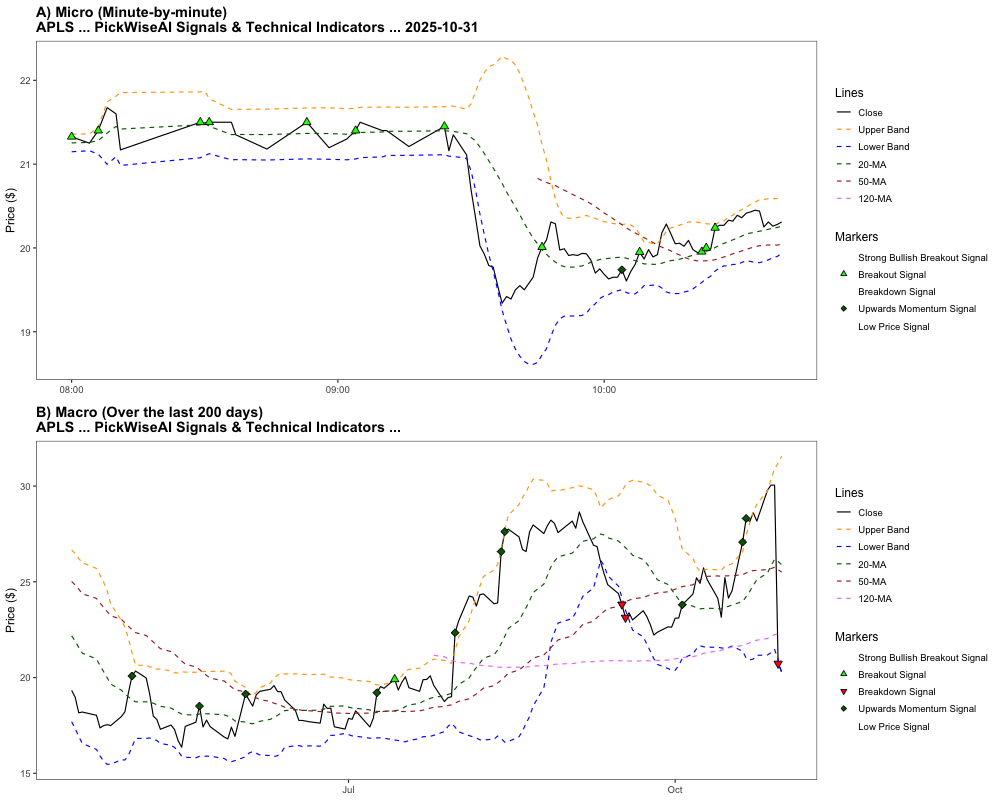 A) Micro (Minute-by-minute)
APLS ... PickWiseAI Signals & Technical Indicators ... 2025-10-31
Price ($)
22
21
20
19
08:00
09:00
10:00
Lines
Close
Upper Band
Lower Band
20-MA
50-MA
120-MA
Markers
Strong Bullish Breakout Signal
Breakout Signal
Breakdown Signal
Upwards Momentum Signal
Low Price Signal
B) Macro (Over the last 200 days)
APLS ... PickWiseAI Signals & Technical Indicators ...
Price ($)
30
25
20
15
Jul
Oct
Lines
Close
Upper Band
Lower Band
20-MA
50-MA
120-MA
Markers
Strong Bullish Breakout Signal
Breakout Signal
Breakdown Signal
Upwards Momentum Signal
Low Price Signal